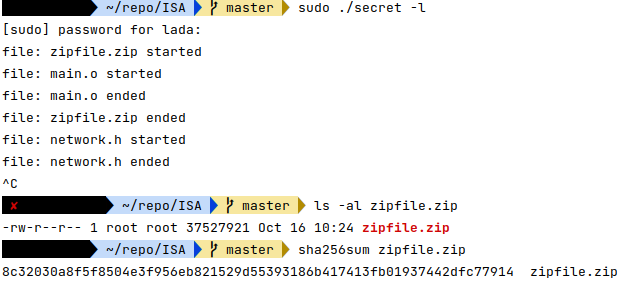 ~/repo/ISA master sudo ./secret -l
[sudo] password for lada:
file: zipfile.zip started
file: main.o started
file: main.o ended
file: zipfile.zip ended
file: network.h started
file: network.h ended
^C
✘ ~/repo/ISA master ls -al zipfile.zip
-rw-r--r-- 1 root root 37527921 Oct 16 10:24 zipfile.zip
~/repo/ISA master sha256sum zipfile.zip
8c32030a8f5f8504e3f956eb821529d55393186b417413fb01937442dfc77914  zipfile.zip